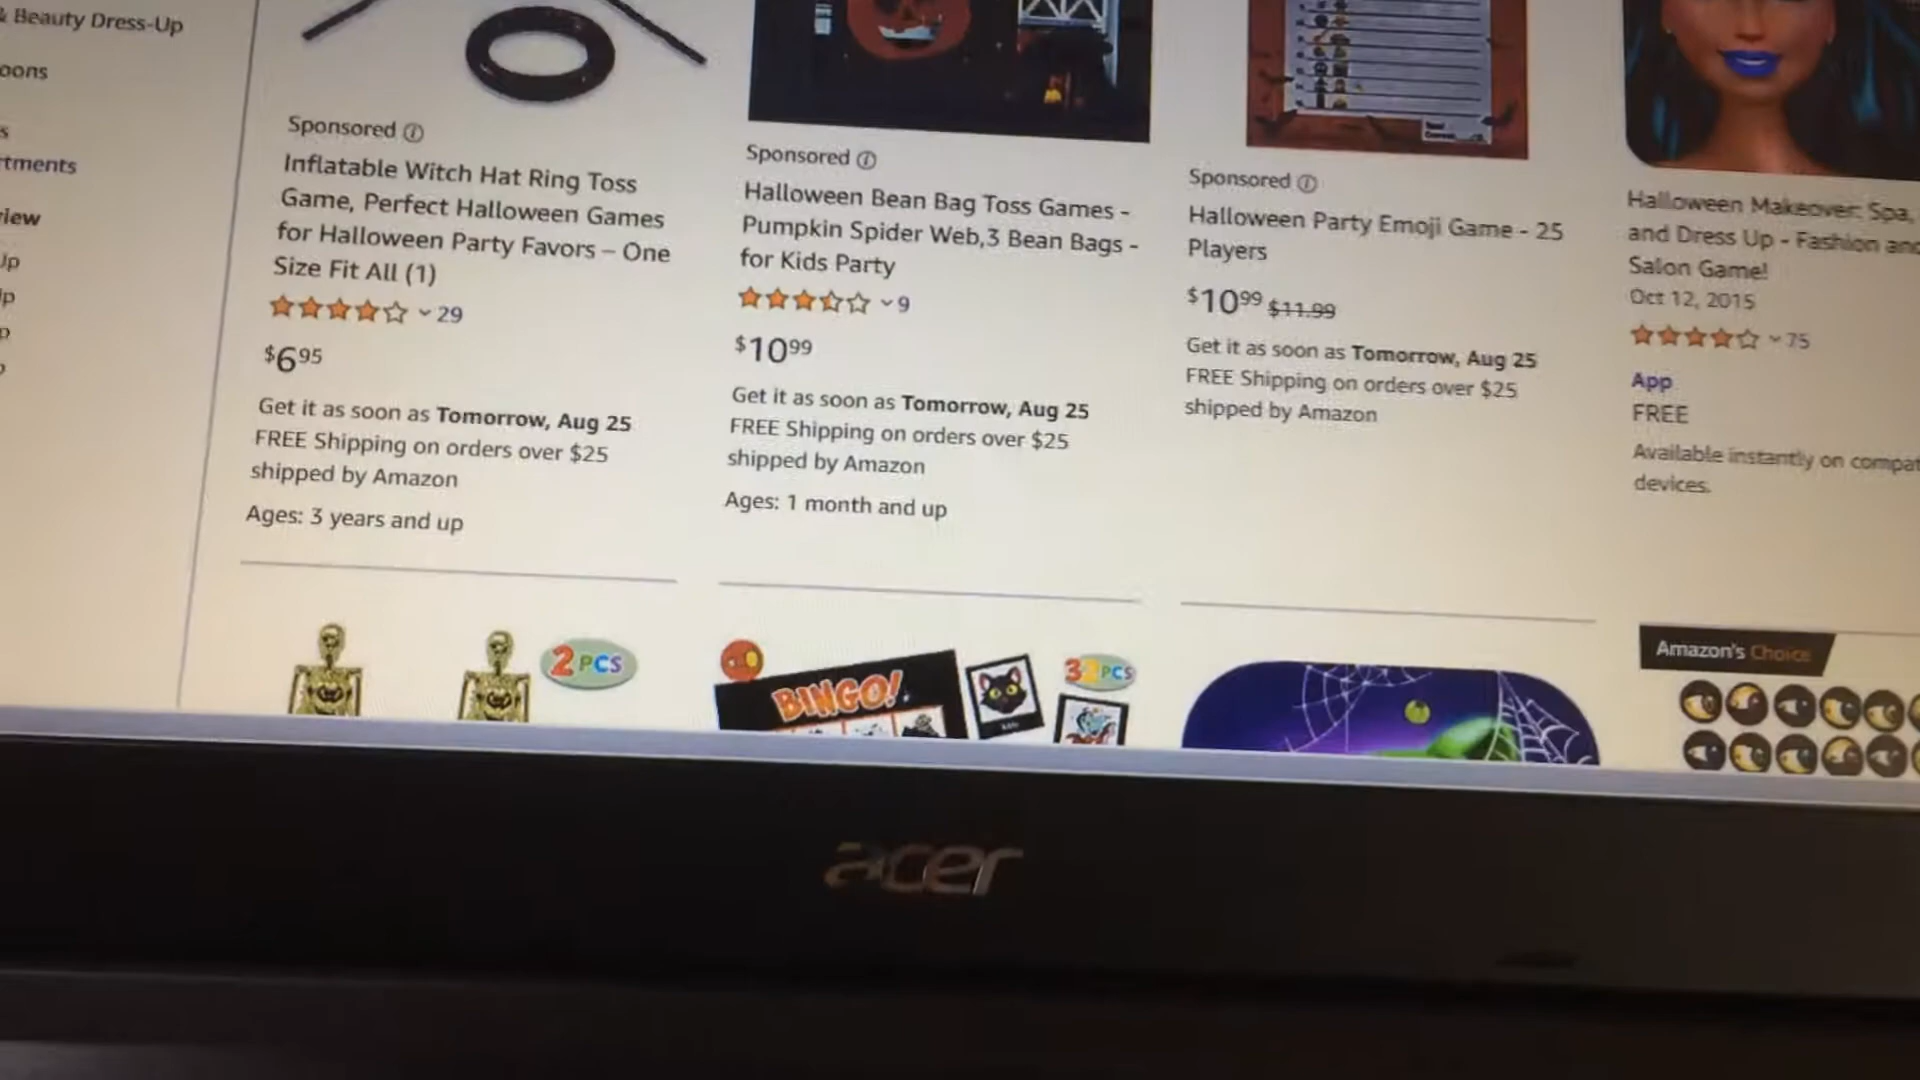 & Beauty Dress-Up
oons
s
rtments
view
Up
p
Sponsored
Inflatable Witch Hat Ring Toss
Game, Perfect Halloween Games
for Halloween Party Favors – One
Size Fit All (1)
29
$6.95
Get it as soon as Tomorrow, Aug 25
FREE Shipping on orders over $25
shipped by Amazon
Ages: 3 years and up
Sponsored
Halloween Bean Bag Toss Games -
Pumpkin Spider Web,3 Bean Bags -
for Kids Party
9
$10.99
Get it as soon as Tomorrow, Aug 25
FREE Shipping on orders over $25
shipped by Amazon
Ages: 1 month and up
Sponsored
Halloween Party Emoji Game - 25
Players
$10.99 $11.99
Get it as soon as Tomorrow, Aug 25
FREE Shipping on orders over $25
shipped by Amazon
Halloween Makeover: Spa,
and Dress Up - Fashion and
Salon Game!
Oct 12, 2015
75
App
FREE
Available instantly on compat
devices.
2 PCS
BINGO!
PCS
Amazon's Choice
acer